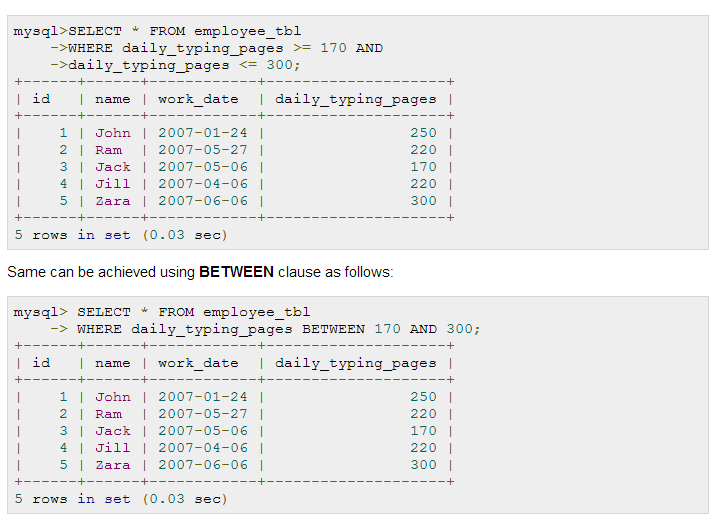 mysql>SELECT * FROM employee_tbl
    ->WHERE daily_typing_pages >= 170 AND
    ->daily_typing_pages <= 300;
+------+------+------------+--------------------+
| id   | name | work_date  | daily_typing_pages |
+------+------+------------+--------------------+
|    1 | John | 2007-01-24 |                250 |
|    2 | Ram  | 2007-05-27 |                220 |
|    3 | Jack | 2007-05-06 |                170 |
|    4 | Jill | 2007-04-06 |                220 |
|    5 | Zara | 2007-06-06 |                300 |
+------+------+------------+--------------------+
5 rows in set (0.03 sec)
Same can be achieved using BETWEEN clause as follows:
mysql> SELECT * FROM employee_tbl
    -> WHERE daily_typing_pages BETWEEN 170 AND 300;
+------+------+------------+--------------------+
| id   | name | work_date  | daily_typing_pages |
+------+------+------------+--------------------+
|    1 | John | 2007-01-24 |                250 |
|    2 | Ram  | 2007-05-27 |                220 |
|    3 | Jack | 2007-05-06 |                170 |
|    4 | Jill | 2007-04-06 |                220 |
|    5 | Zara | 2007-06-06 |                300 |
+------+------+------------+--------------------+
5 rows in set (0.03 sec)